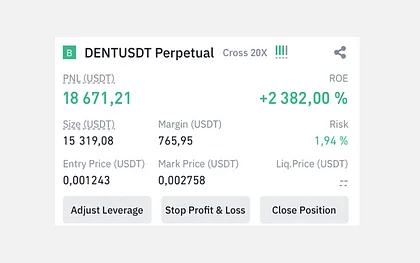 B DENTUSDT Perpetual Cross 20X
PNL (USDT) ROE
18 671,21 +2 382,00 %
Size (USDT) Margin (USDT) Risk
15 319,08 765,95 1,94 %
Entry Price (USDT) Mark Price (USDT) Liq.Price (USDT)
0,001243 0,002758 --
Adjust Leverage Stop Profit & Loss Close Position